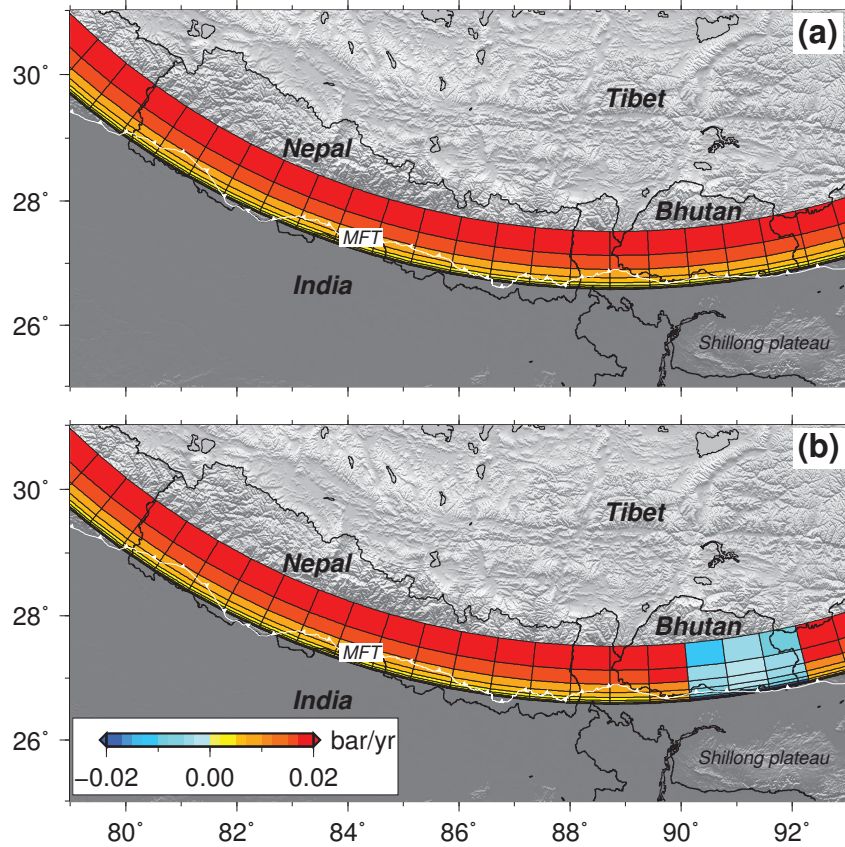 (a)
30°
28°
26°
Tibet
Nepal
Bhutan
MFT
India
Shillong plateau
(b)
30°
28°
26°
Tibet
Nepal
Bhutan
MFT
India
Shillong plateau
bar/yr
−0.02 0.00 0.02
80° 82° 84° 86° 88° 90° 92°